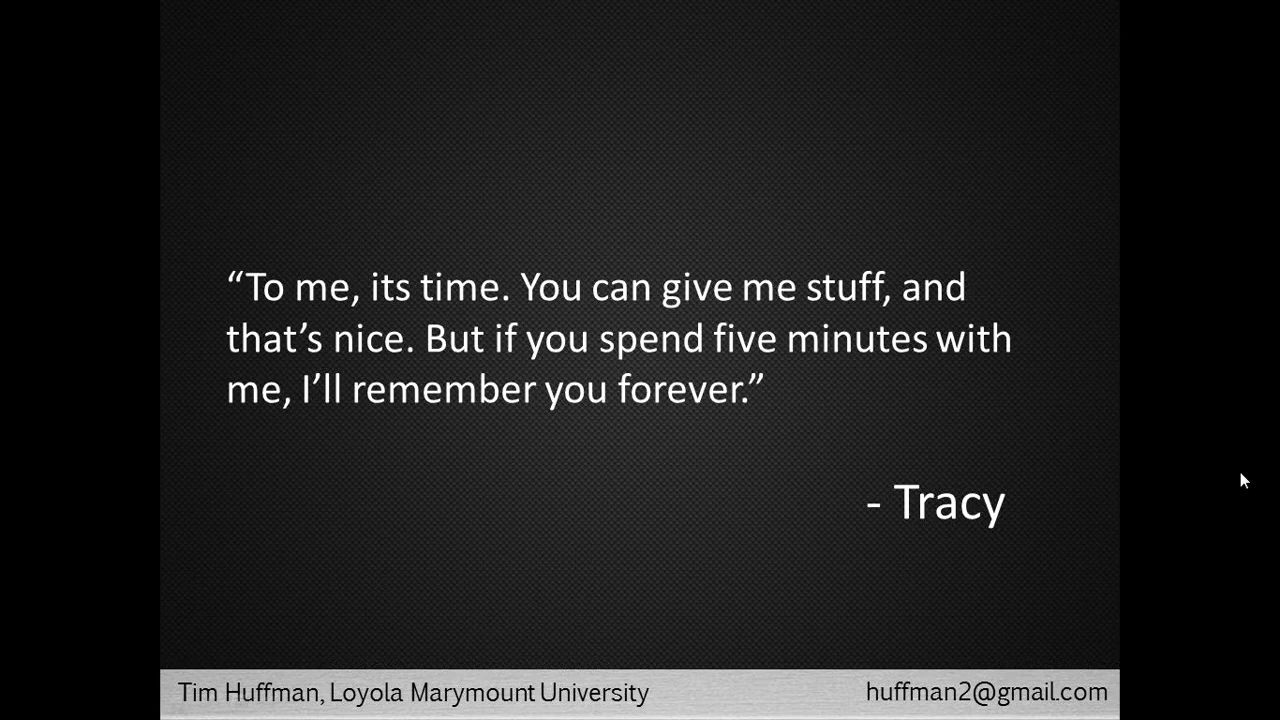 “To me, its time. You can give me stuff, and
that’s nice. But if you spend five minutes with
me, I’ll remember you forever.”
- Tracy
Tim Huffman, Loyola Marymount University
huffman2@gmail.com